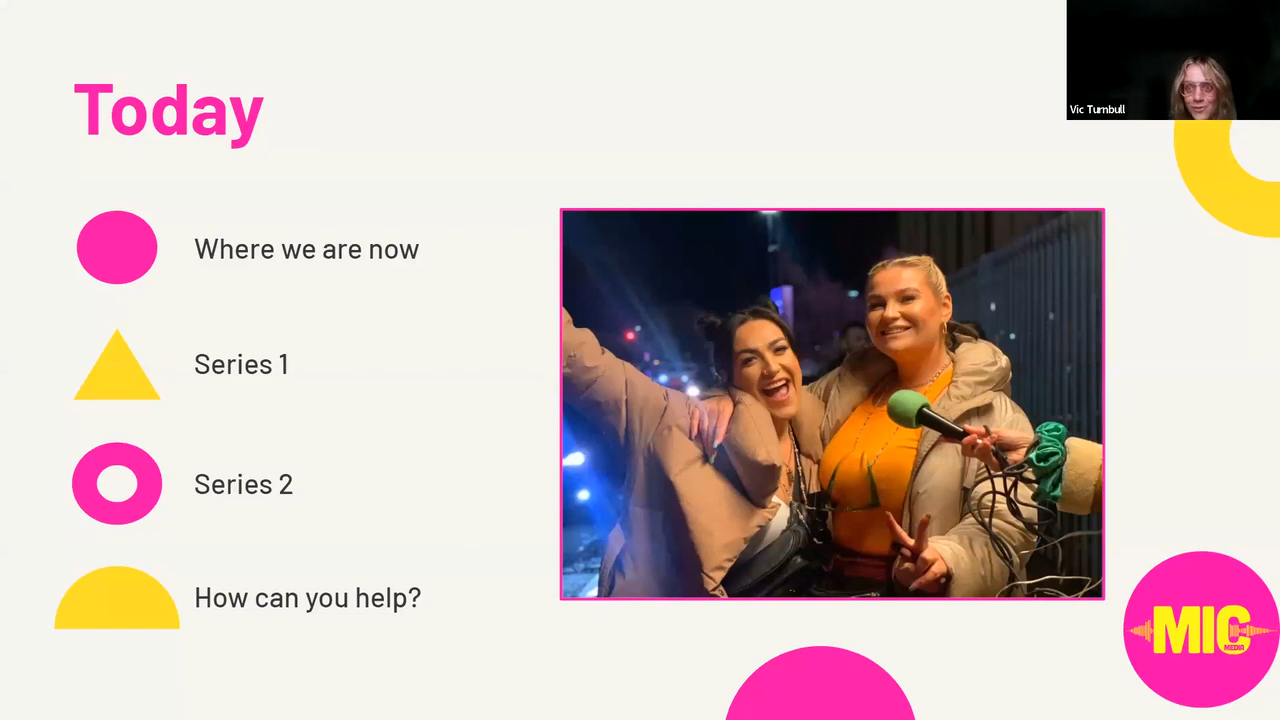 Today
Vic Turnbull
Where we are now
Series 1
Series 2
How can you help?
MIC
MEDIA